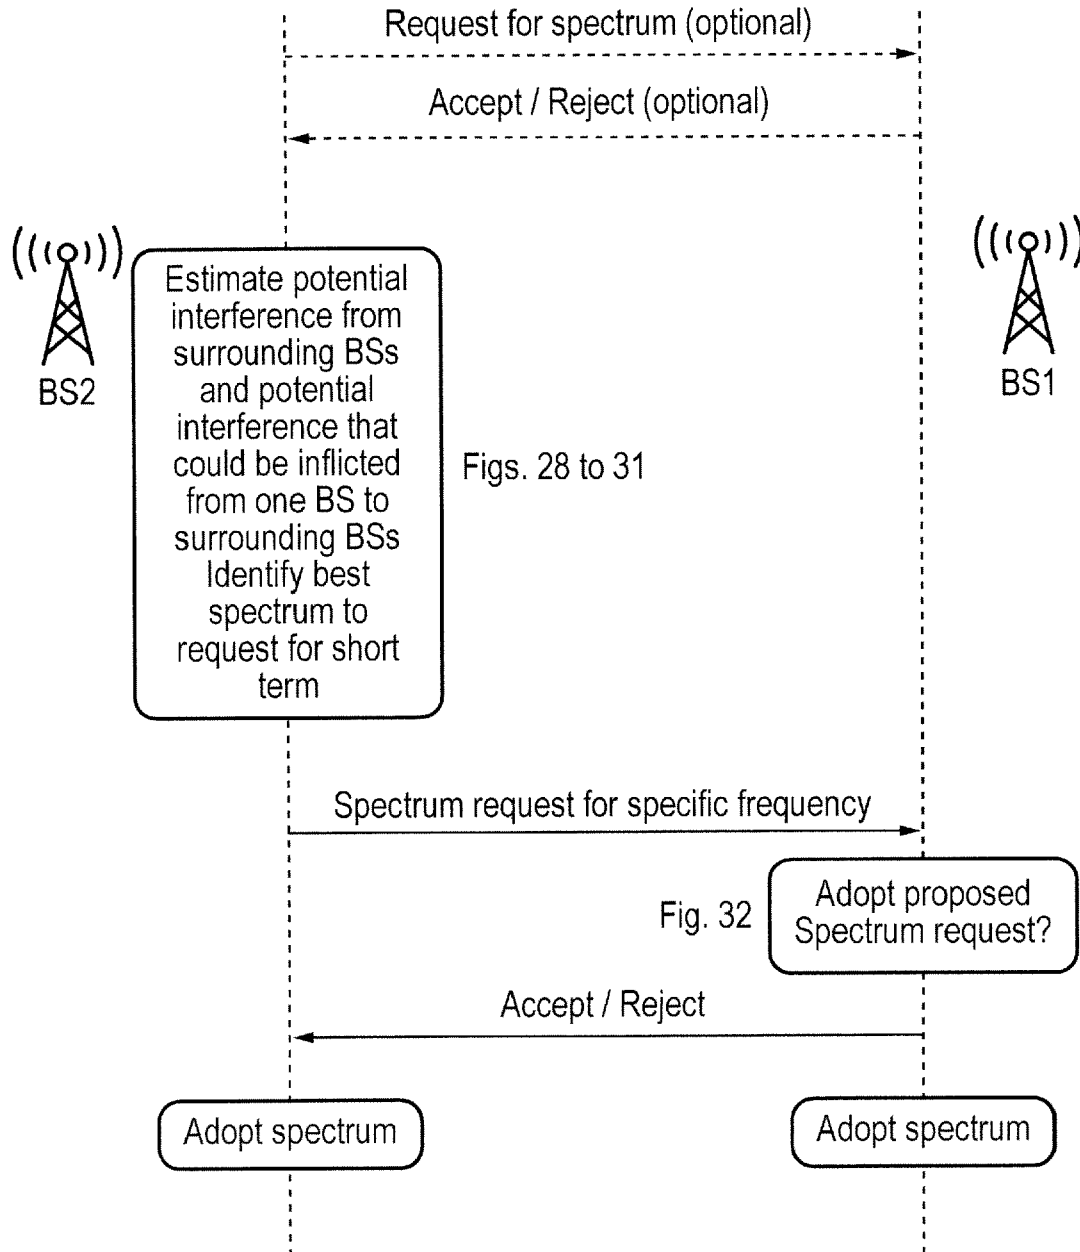 Request for spectrum (optional)
Accept / Reject (optional)
BS2
Estimate potential
interference from
surrounding BSs
and potential
interference that
could be inflicted
from one BS to
surrounding BSs
Identify best
spectrum to
request for short
term
Figs. 28 to 31
BS1
Spectrum request for specific frequency
Fig. 32
Adopt proposed
Spectrum request?
Accept / Reject
Adopt spectrum
Adopt spectrum